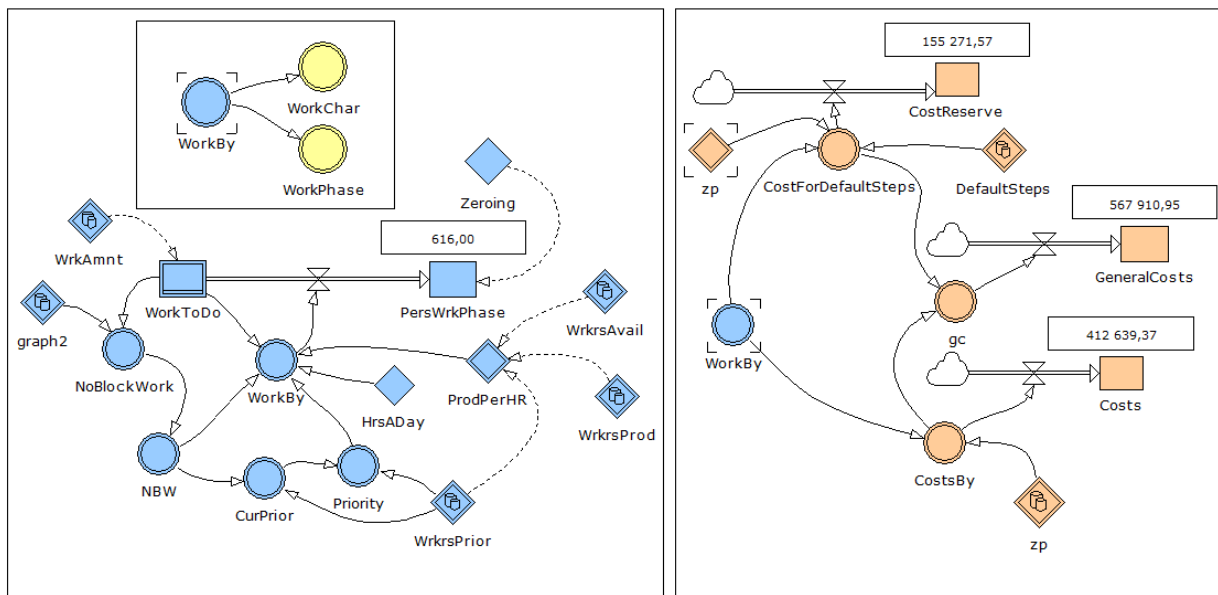 WorkChar
WorkBy
WorkPhase
Zeroing
WrkAmnt
616,00
WorkToDo
PersWrkPhase
WrkrsAvail
graph2
NoBlockWork
WorkBy
HrsADay
ProdPerHR
WrkrsProd
NBW
CurPrior
Priority
WrkrsPrior
155 271,57
CostReserve
zp
CostForDefaultSteps
DefaultSteps
567 910,95
GeneralCosts
WorkBy
gc
412 639,37
Costs
CostsBy
zp